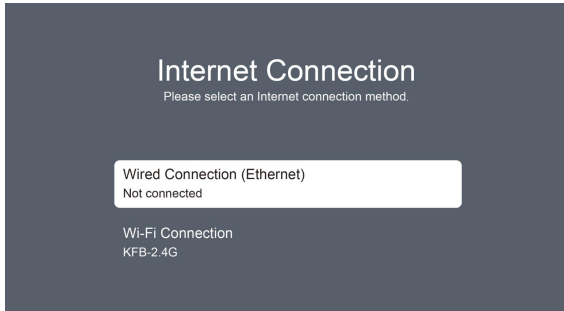 Internet Connection
Please select an Internet connection method.
Wired Connection (Ethernet)
Not connected
Wi-Fi Connection
KFB-2.4G